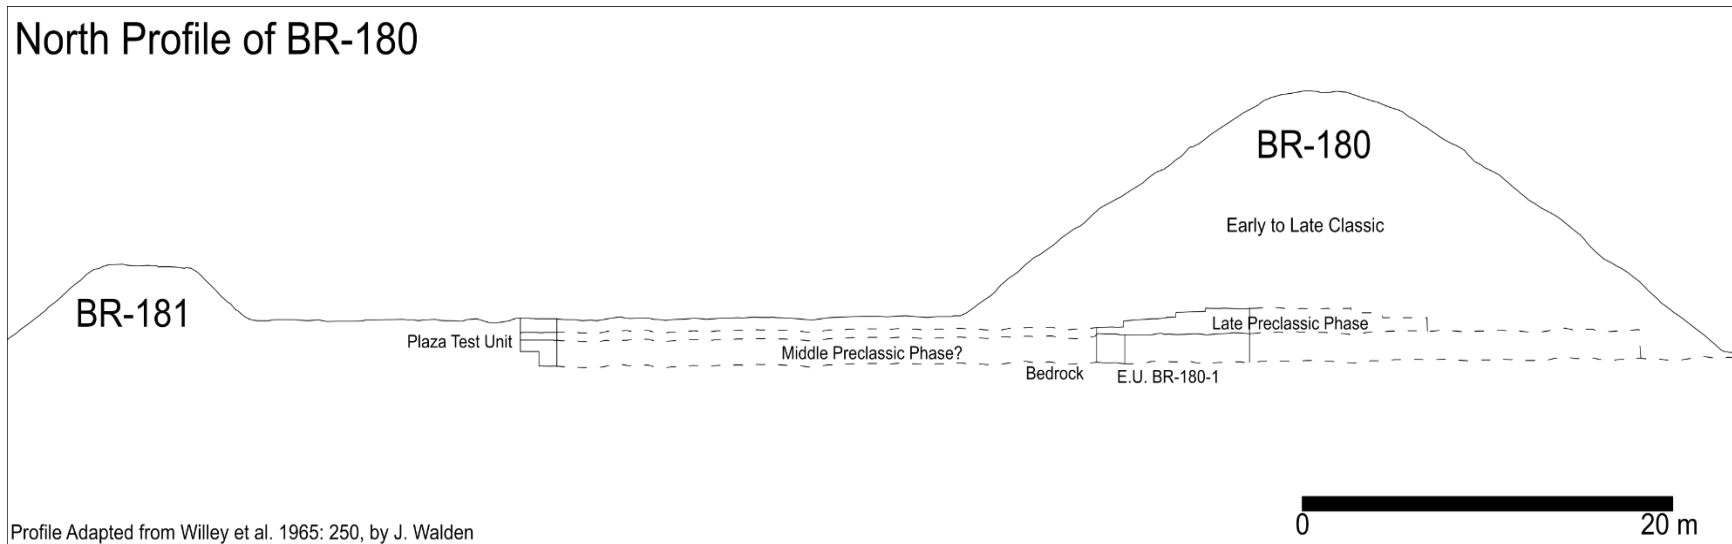 North Profile of BR-180
BR-180
Early to Late Classic
BR-181
Late Preclassic Phase
Plaza Test Unit
Middle Preclassic Phase?
Bedrock
E.U. BR-180-1
0
20 m
Profile Adapted from Willey et al. 1965: 250, by J. Walden